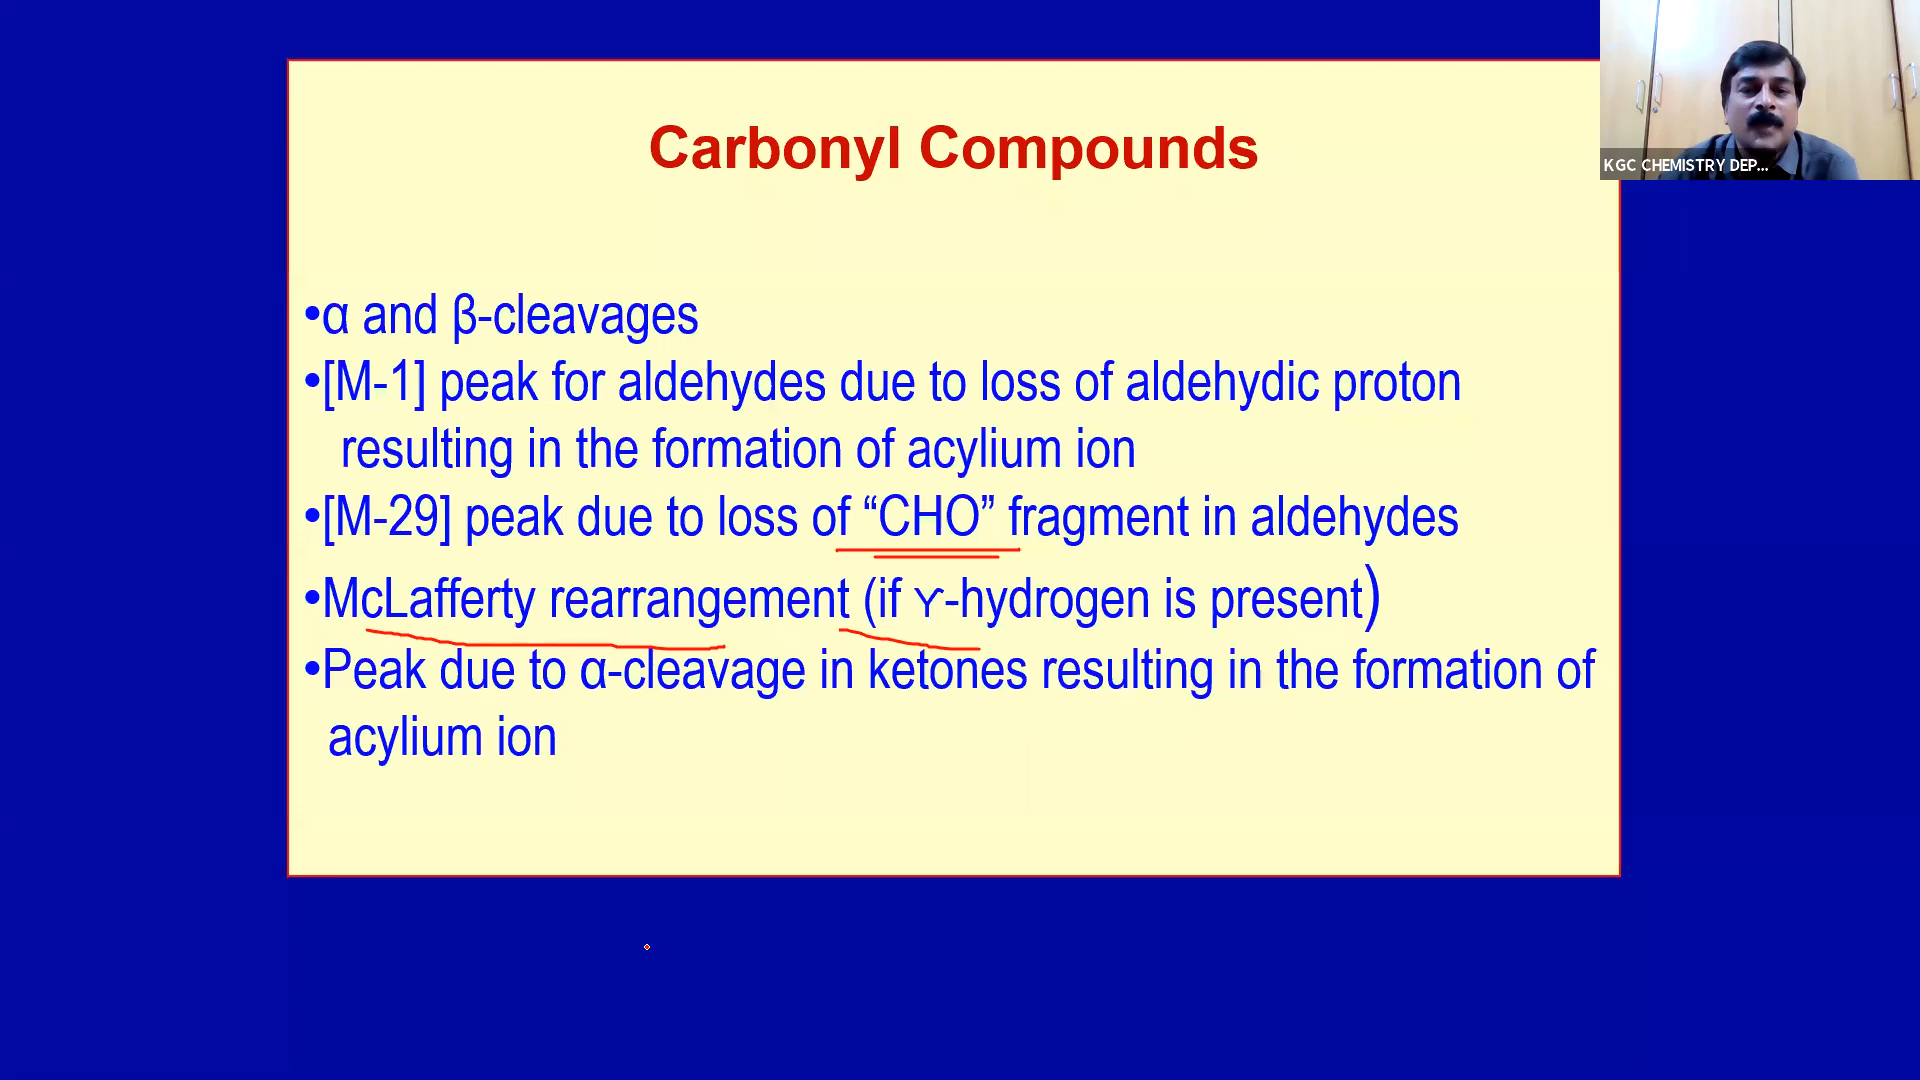 Carbonyl Compounds
KGC CHEMISTRY DEP...
•α and β-cleavages
•[M-1] peak for aldehydes due to loss of aldehydic proton
resulting in the formation of acylium ion
•[M-29] peak due to loss of “CHO” fragment in aldehydes
•McLafferty rearrangement (if ϒ-hydrogen is present)
•Peak due to α-cleavage in ketones resulting in the formation of
acylium ion